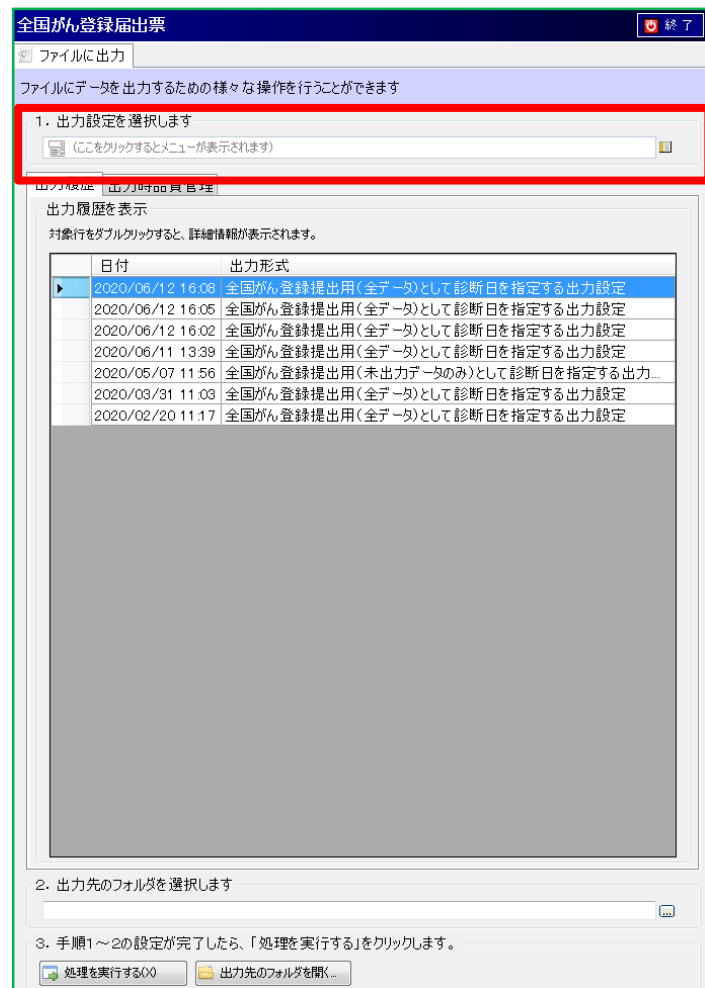 全国がん登録届出票
終了
ファイルに出力
ファイルにデータを出力するための様々な操作を行うことができます
1. 出力設定を選択します
(ここをクリックするとメニューが表示されます)
出力履歴 出力時品質管理
出力履歴を表示
対象行をダブルクリックすると、詳細情報が表示されます。
日付 出力形式
2020/06/12 16:08 全国がん登録提出用(全データ)として診断日を指定する出力設定
2020/06/12 16:05 全国がん登録提出用(全データ)として診断日を指定する出力設定
2020/06/12 16:02 全国がん登録提出用(全データ)として診断日を指定する出力設定
2020/06/11 13:39 全国がん登録提出用(全データ)として診断日を指定する出力設定
2020/05/07 11:56 全国がん登録提出用(未出力データのみ)として診断日を指定する出力...
2020/03/31 11:03 全国がん登録提出用(全データ)として診断日を指定する出力設定
2020/02/20 11:17 全国がん登録提出用(全データ)として診断日を指定する出力設定
2. 出力先のフォルダを選択します
...
3. 手順1~2の設定が完了したら、「処理を実行する」をクリックします。
処理を実行する(X) 出力先のフォルダを開く...